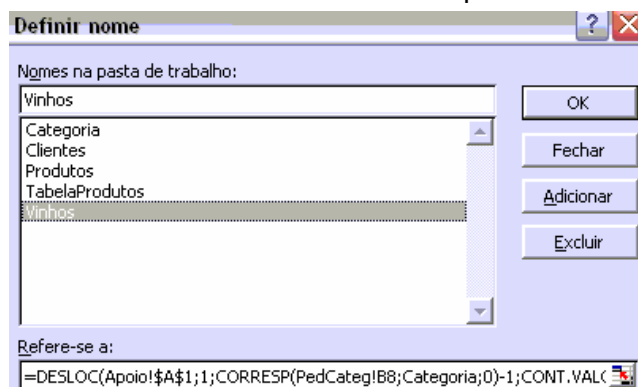 Definir nome
Nomes na pasta de trabalho:
Vinhos
OK
Categoria
Clientes
Produtos
TabelaProdutos
Vinhos
Fechar
Adicionar
Excluir
Refere-se a:
=DESLOC(Apoio!$A$1;1;CORRESP(PedCateg!B8;Categoria;0)-1;CONT.VAL(